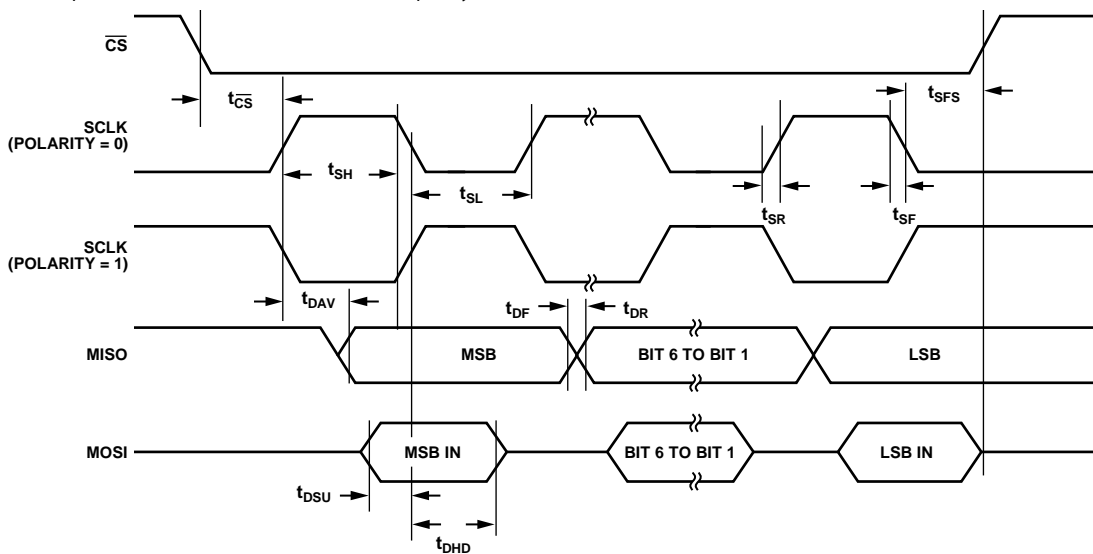 CS
tCS
tSFS
SCLK
(POLARITY = 0)
tSH
tSL
tSR
tSF
SCLK
(POLARITY = 1)
tDAV
tDF
tDR
MISO
MSB
BIT 6 TO BIT 1
LSB
MOSI
MSB IN
BIT 6 TO BIT 1
LSB IN
tDSU
tDHD